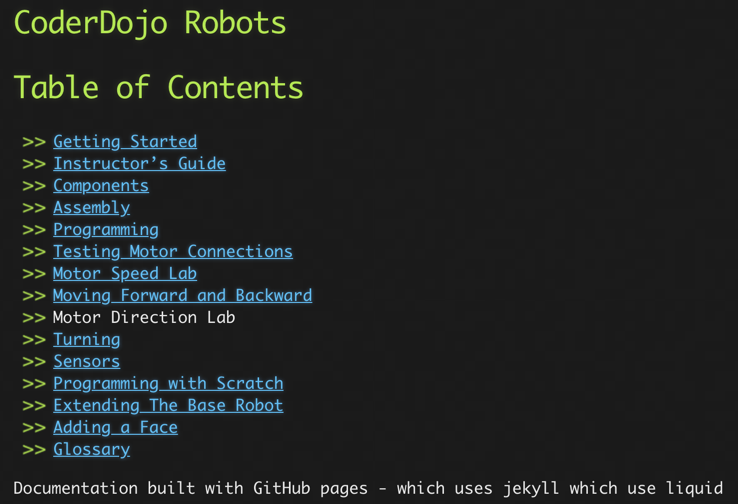 CoderDojo Robots
Table of Contents
>> Getting Started
>> Instructor’s Guide
>> Components
>> Assembly
>> Programming
>> Testing Motor Connections
>> Motor Speed Lab
>> Moving Forward and Backward
>> Motor Direction Lab
>> Turning
>> Sensors
>> Programming with Scratch
>> Extending The Base Robot
>> Adding a Face
>> Glossary
Documentation built with GitHub pages - which uses jekyll which use liquid